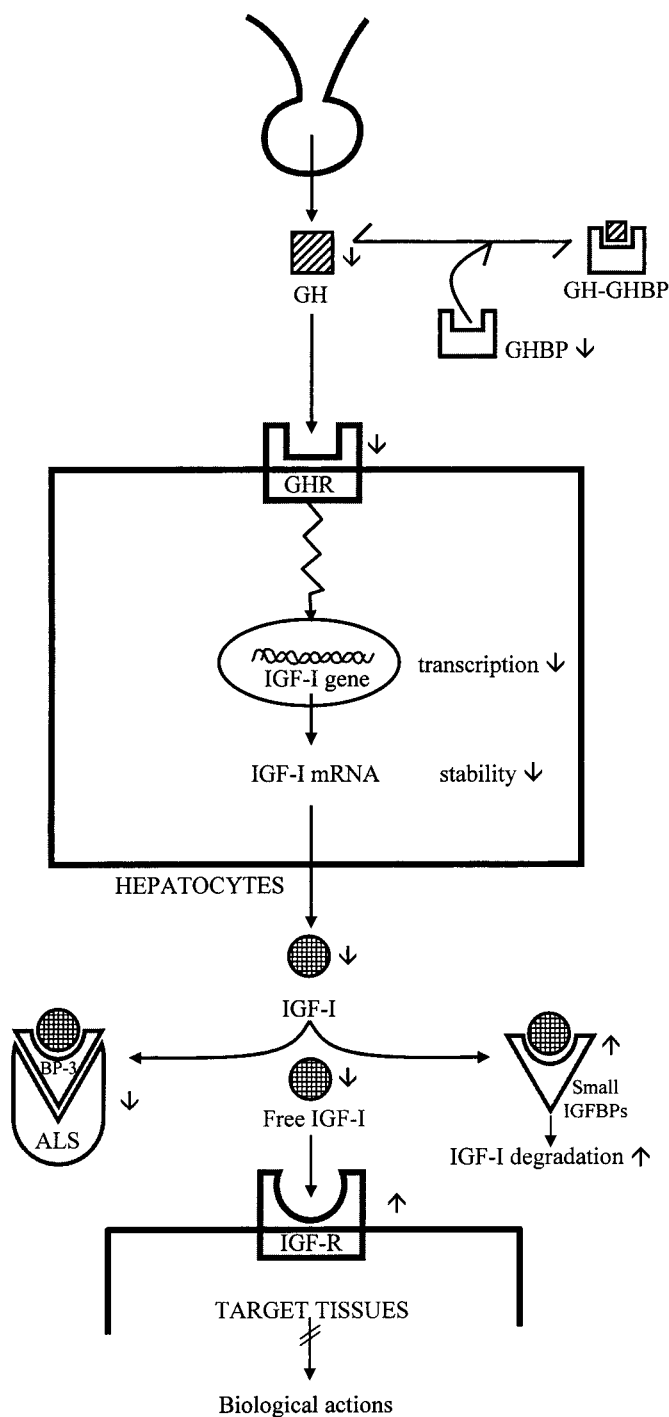 GH
GH-GHBP
GHBP ↓
GHR
IGF-I gene
transcription ↓
IGF-I mRNA
stability ↓
HEPATOCYTES
IGF-I
BP-3
ALS
Free IGF-I
Small
IGFBPs
IGF-I degradation ↑
IGF-R
TARGET TISSUES
Biological actions